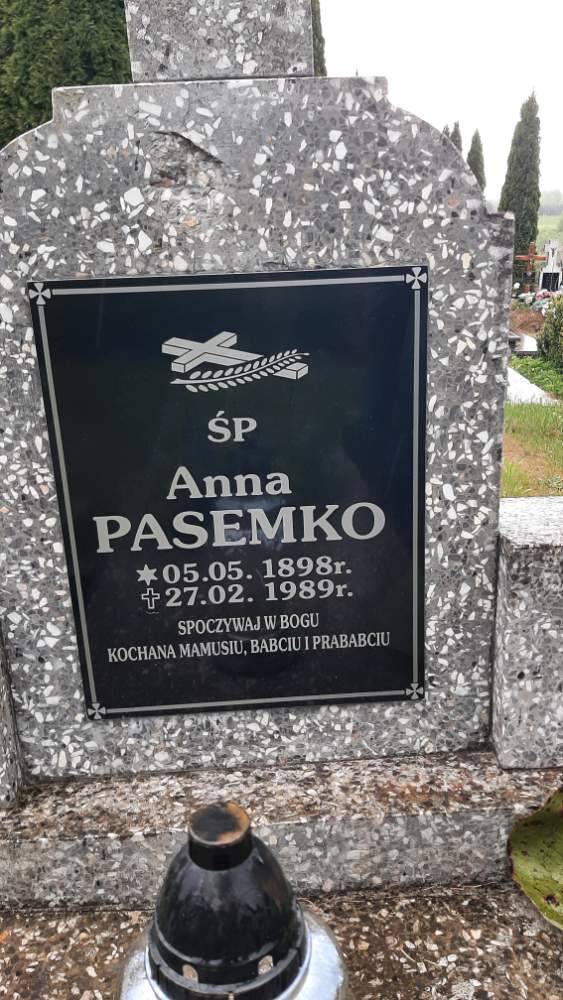 ŚP
Anna
PASEMKO
05.05. 1898r.
27.02. 1989r.
SPOCZYWAJ W BOGU
KOCHANA MAMUSIU, BABCIU I PRABABCIU